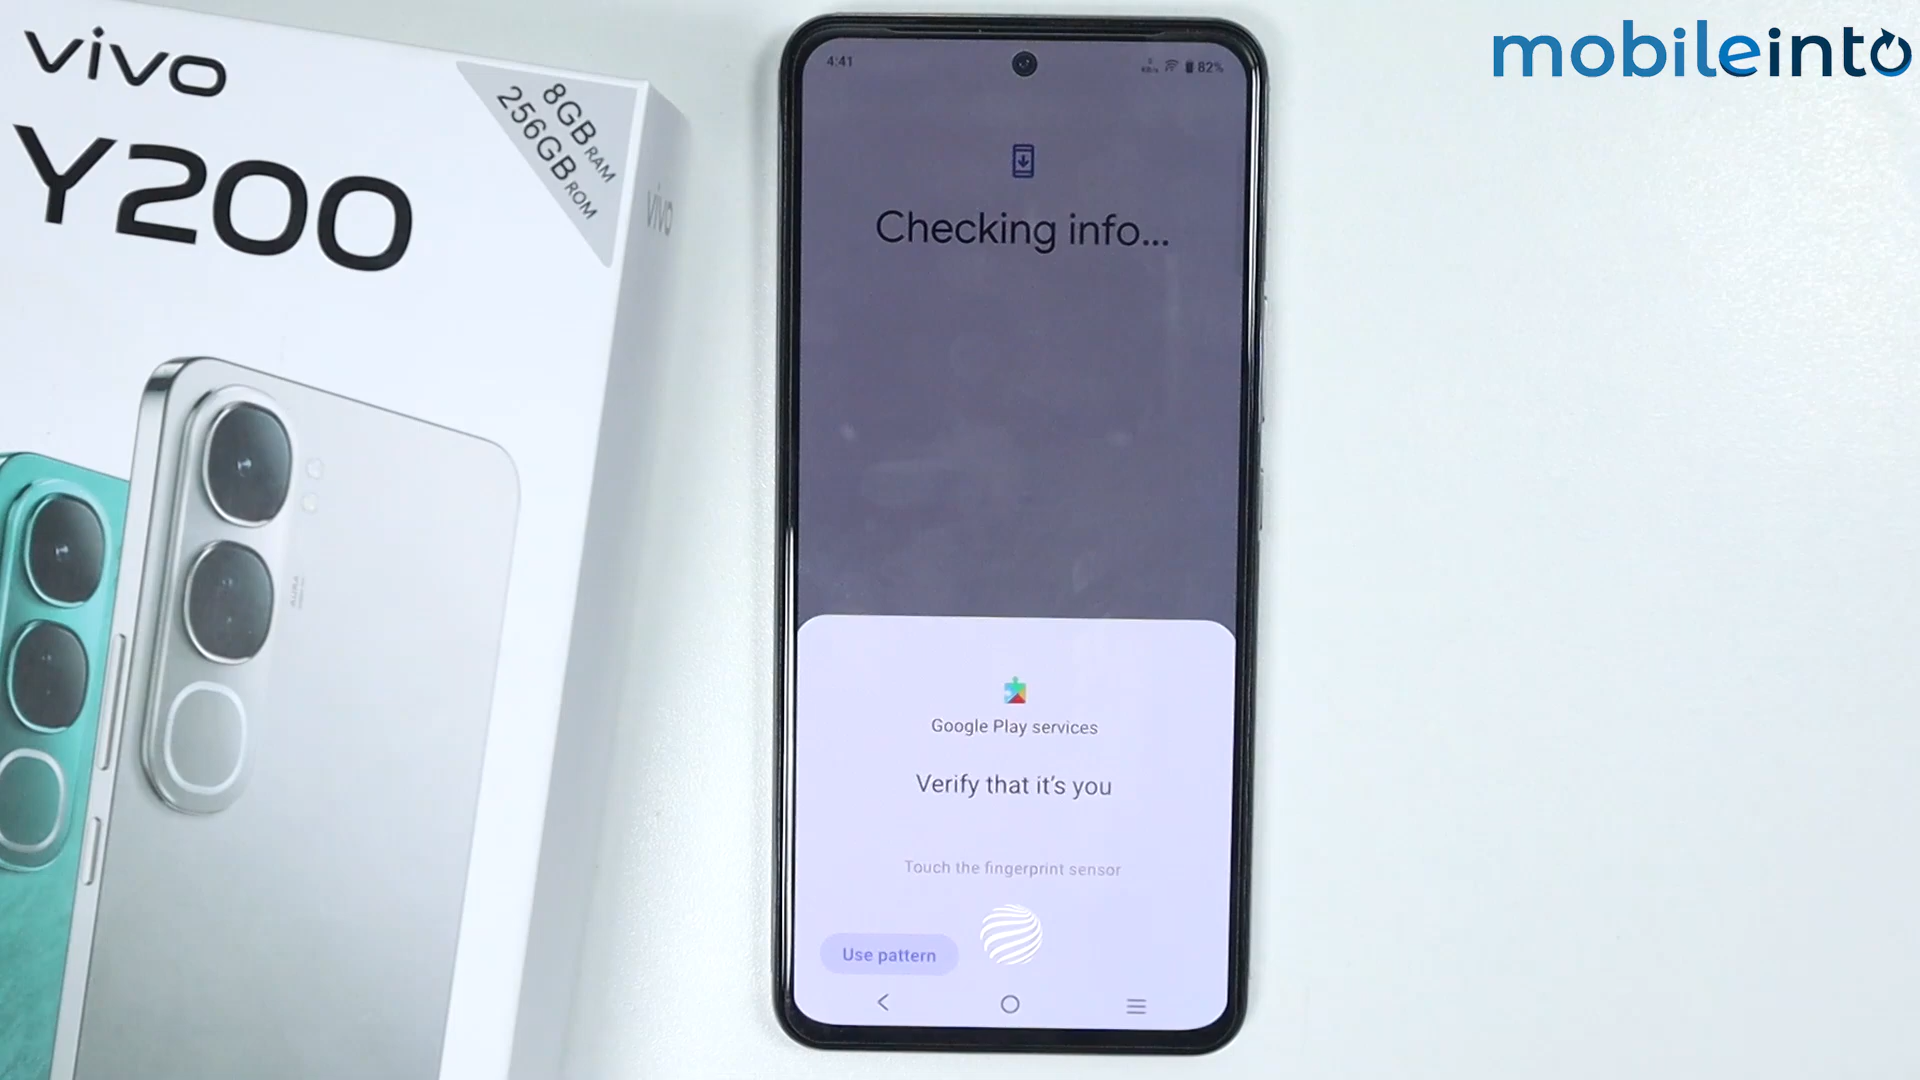 vivo
Y200
8GB RAM
256GB ROM
vivo
mobileinto
4:41
82%
Checking info...
Google Play services
Verify that it's you
Touch the fingerprint sensor
Use pattern